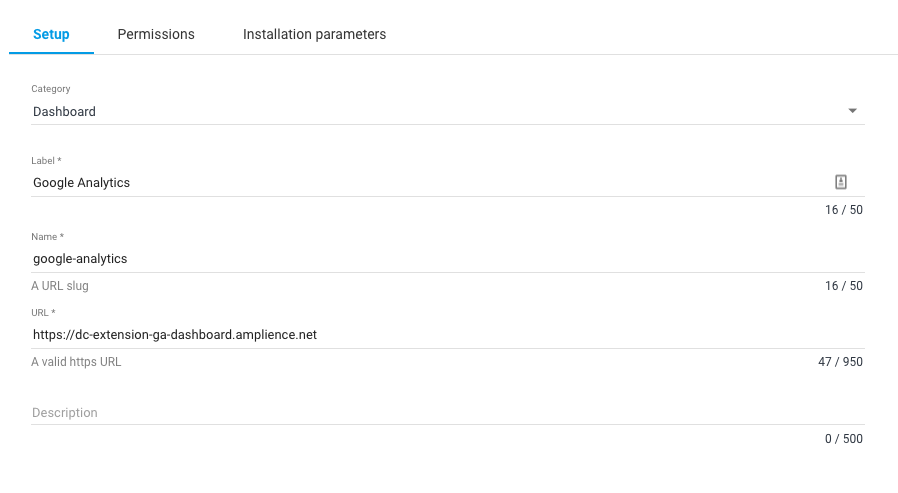 Setup Permissions Installation parameters
Category
Dashboard
Label *
Google Analytics
16 / 50
Name *
google-analytics
A URL slug 16 / 50
URL *
https://dc-extension-ga-dashboard.amplience.net
A valid https URL 47 / 950
Description
0 / 500